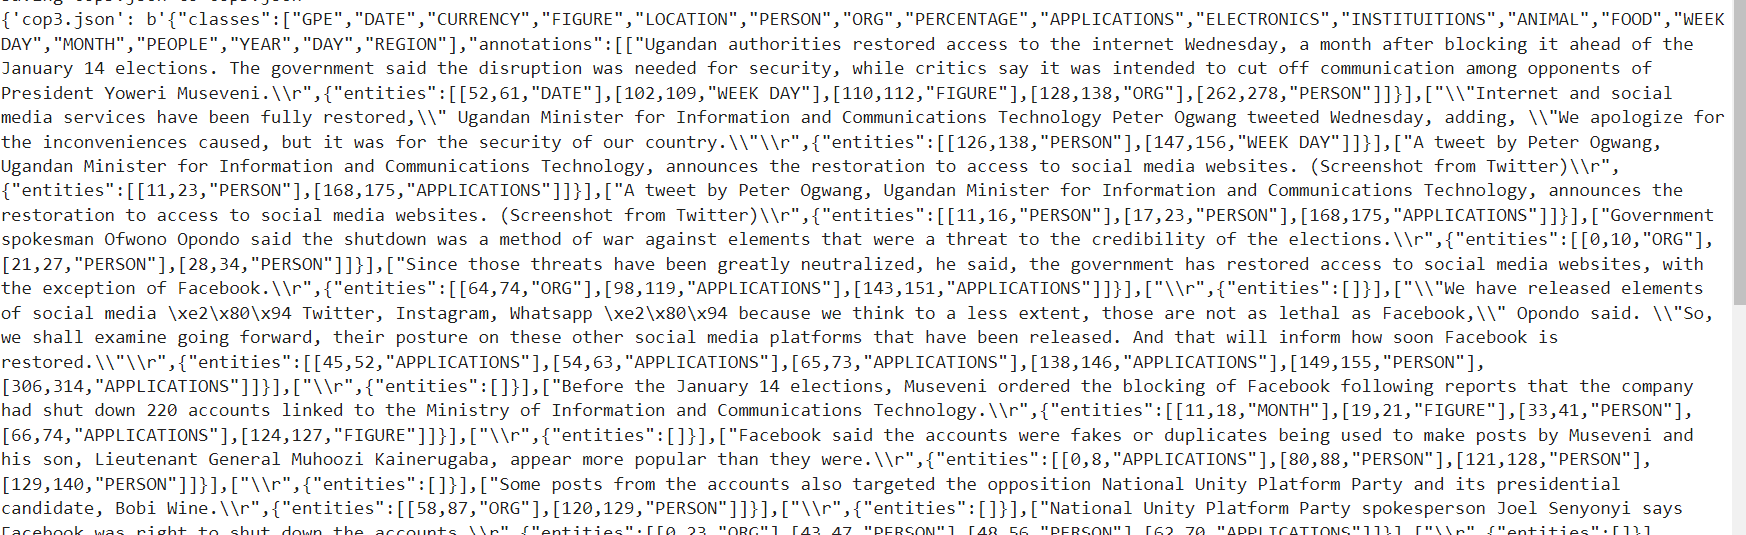 {'cop3.json': b'{"classes":["GPE","DATE","CURRENCY","FIGURE","LOCATION","PERSON","ORG","PERCENTAGE","APPLICATIONS","ELECTRONICS","INSTITUITIONS","ANIMAL","FOOD","WEEK
DAY","MONTH","PEOPLE","YEAR","DAY","REGION"],"annotations":[["Ugandan authorities restored access to the internet Wednesday, a month after blocking it ahead of the
January 14 elections. The government said the disruption was needed for security, while critics say it was intended to cut off communication among opponents of
President Yoweri Museveni.\\r",{"entities":[[52,61,"DATE"],[102,109,"WEEK DAY"],[110,112,"FIGURE"],[128,138,"ORG"],[262,278,"PERSON"]]}],["\\"Internet and social
media services have been fully restored,\\" Ugandan Minister for Information and Communications Technology Peter Ogwang tweeted Wednesday, adding, \\"We apologize for
the inconveniences caused, but it was for the security of our country.\\"\\r",{"entities":[[126,138,"PERSON"],[147,156,"WEEK DAY"]]}],["A tweet by Peter Ogwang,
Ugandan Minister for Information and Communications Technology, announces the restoration to access to social media websites. (Screenshot from Twitter)\\r",
{"entities":[[11,23,"PERSON"],[168,175,"APPLICATIONS"]]}],["A tweet by Peter Ogwang, Ugandan Minister for Information and Communications Technology, announces the
restoration to access to social media websites. (Screenshot from Twitter)\\r",{"entities":[[11,16,"PERSON"],[17,23,"PERSON"],[168,175,"APPLICATIONS"]]}],["Government
spokesman Ofwono Opondo said the shutdown was a method of war against elements that were a threat to the credibility of the elections.\\r",{"entities":[[0,10,"ORG"],
[21,27,"PERSON"],[28,34,"PERSON"]]}],["Since those threats have been greatly neutralized, he said, the government has restored access to social media websites, with
the exception of Facebook.\\r",{"entities":[[64,74,"ORG"],[98,119,"APPLICATIONS"],[143,151,"APPLICATIONS"]]}],["\\r",{"entities":[]}],["\\"We have released elements
of social media \xe2\x80\x94 Twitter, Instagram, Whatsapp \xe2\x80\x94 because we think to a less extent, those are not as lethal as Facebook,\\" Opondo said. \\"So,
we shall examine going forward, their posture on these other social media platforms that have been released. And that will inform how soon Facebook is
restored.\\"\\r",{"entities":[[45,52,"APPLICATIONS"],[54,63,"APPLICATIONS"],[65,73,"APPLICATIONS"],[138,146,"APPLICATIONS"],[149,155,"PERSON"],
[306,314,"APPLICATIONS"]]}],["\\r",{"entities":[]}],["Before the January 14 elections, Museveni ordered the blocking of Facebook following reports that the company
had shut down 220 accounts linked to the Ministry of Information and Communications Technology.\\r",{"entities":[[11,18,"MONTH"],[19,21,"FIGURE"],[33,41,"PERSON"],
[66,74,"APPLICATIONS"],[124,127,"FIGURE"]]}],["\\r",{"entities":[]}],["Facebook said the accounts were fakes or duplicates being used to make posts by Museveni and
his son, Lieutenant General Muhoozi Kainerugaba, appear more popular than they were.\\r",{"entities":[[0,8,"APPLICATIONS"],[80,88,"PERSON"],[121,128,"PERSON"],
[129,140,"PERSON"]]}],["\\r",{"entities":[]}],["Some posts from the accounts also targeted the opposition National Unity Platform Party and its presidential
candidate, Bobi Wine.\\r",{"entities":[[58,87,"ORG"],[120,129,"PERSON"]]}],["\\r",{"entities":[]}],["National Unity Platform Party spokesperson Joel Senyonyi says
Facebook was right to shut down the accounts.\\r",{"entities":[[0,23,"ORG"],[43,47,"PERSON"],[48,56,"PERSON"],[62,70,"APPLICATIONS"]]}],["\\r",{"entities":[]}],